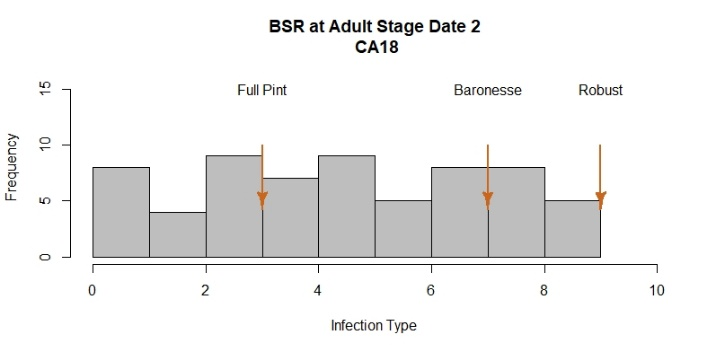 BSR at Adult Stage Date 2
CA18
Full Pint Baronesse Robust
Frequency
15
10
5
0
0 2 4 6 8 10
Infection Type